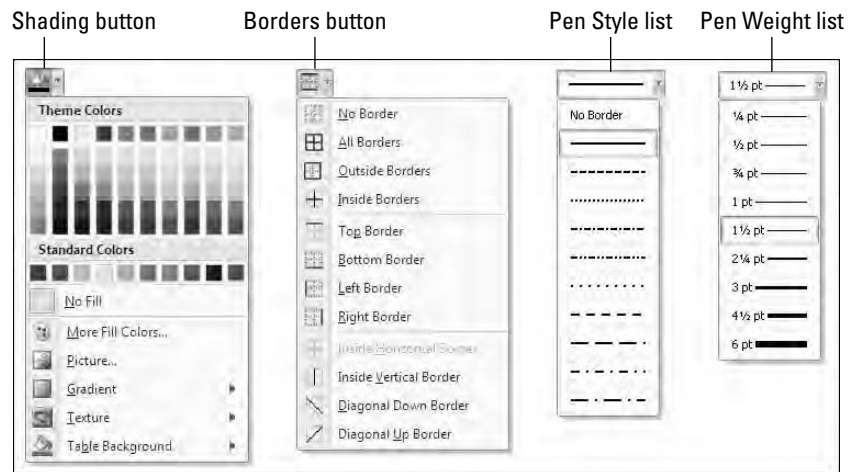 Shading button
Borders button
Pen Style list
Pen Weight list
Theme Colors
Standard Colors
No Fill
More Fill Colors...
Picture...
Gradient
Texture
Table Background
No Border
All Borders
Outside Borders
Inside Borders
Top Border
Bottom Border
Left Border
Right Border
Inside Horizontal Border
Inside Vertical Border
Diagonal Down Border
Diagonal Up Border
No Border
1½ pt
¼ pt
½ pt
¾ pt
1 pt
1½ pt
2¼ pt
3 pt
4½ pt
6 pt